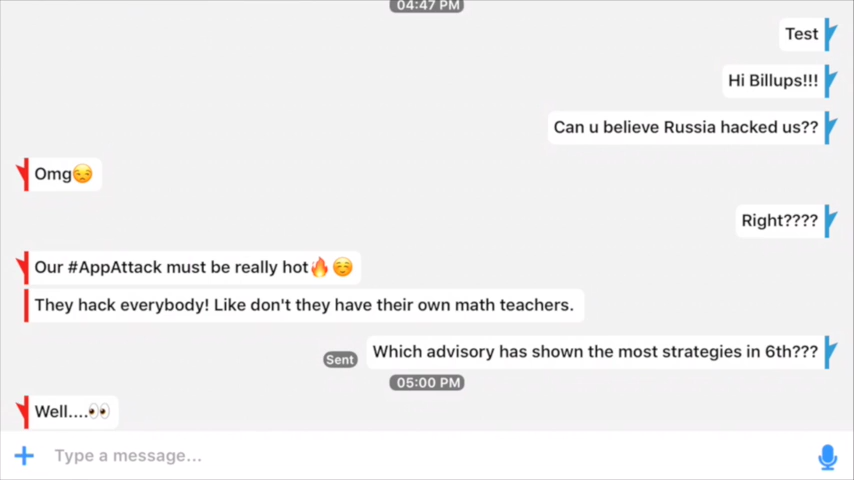 04:47 PM
Test
Hi Billups!!!
Can u believe Russia hacked us??
Omg😒
Right????
Our #AppAttack must be really hot🔥☺️
They hack everybody! Like don't they have their own math teachers.
Which advisory has shown the most strategies in 6th???
Sent
05:00 PM
Well....👀
Type a message...